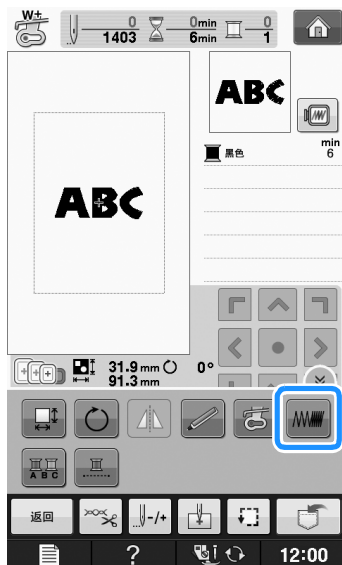 W+
0 0min 0
1403 6min 1
ABC
min
黑色 6
ABC
31.9 mm 0°
91.3 mm
A B C
返回 -/+
? 12:00